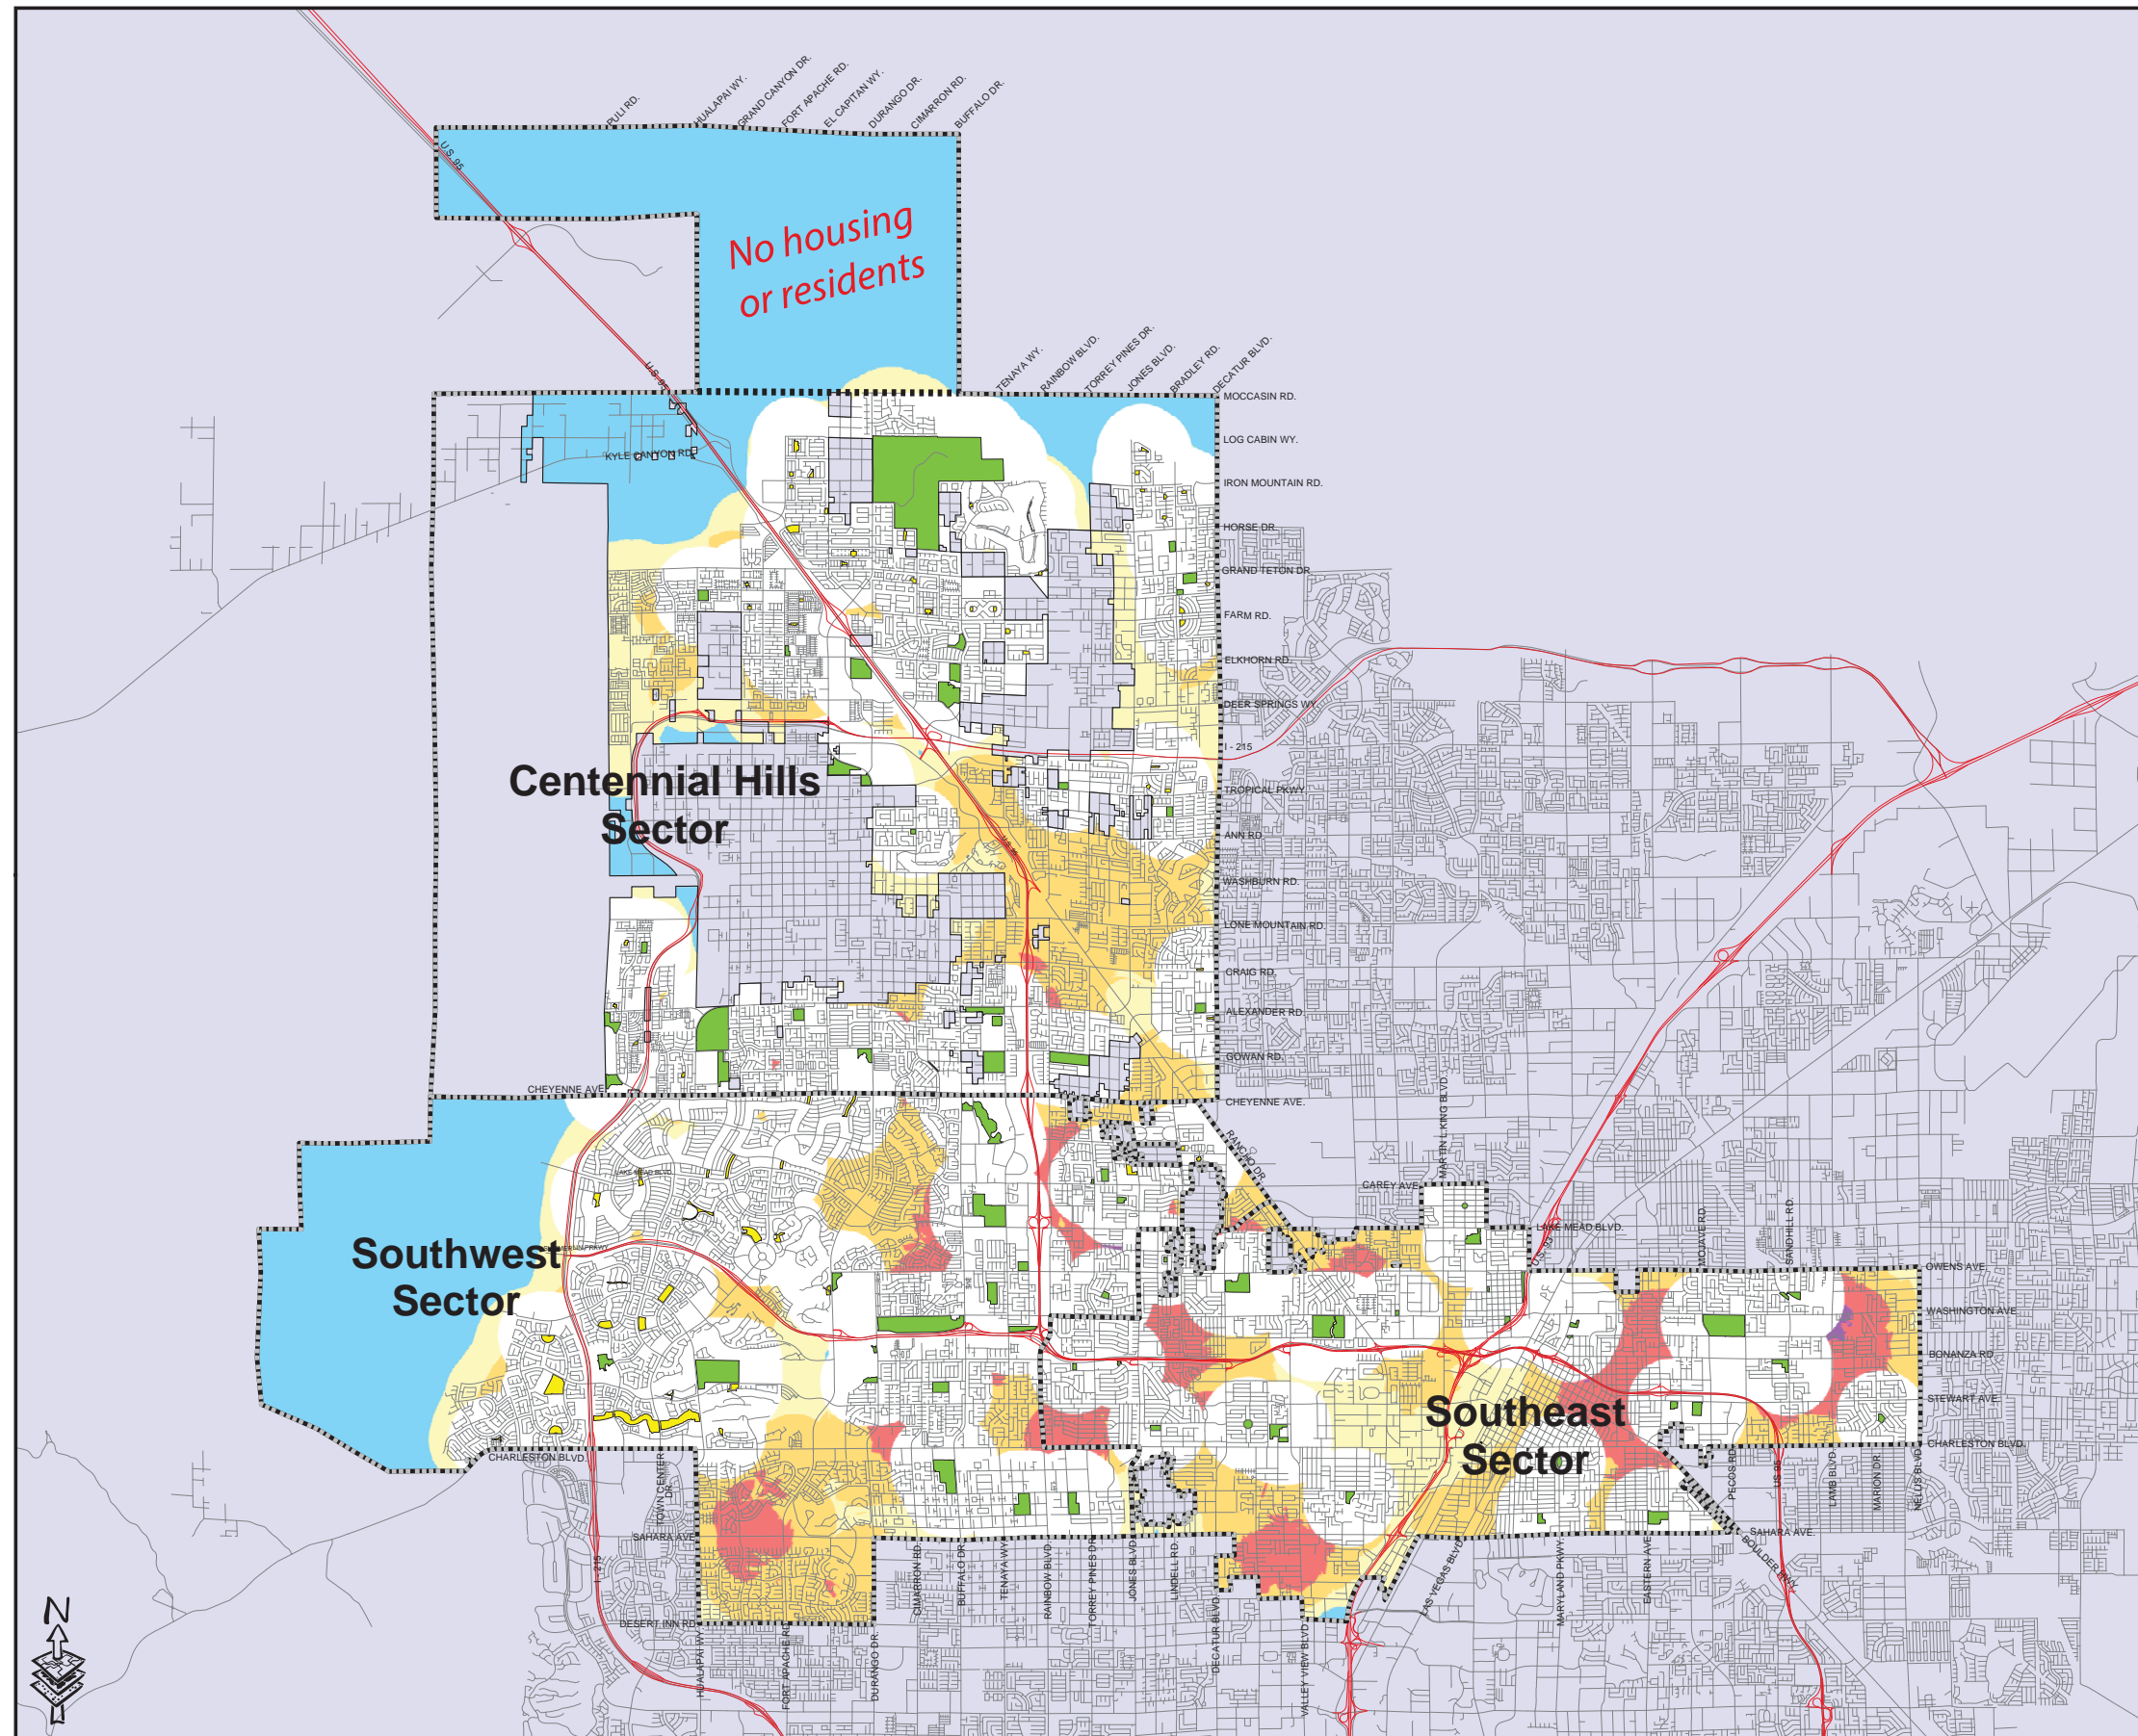 PULI RD.
HUALAPAI WY.
GRAND CANYON DR.
FORT APACHE RD.
EL CAPITAN WY.
DURANGO DR.
CIMARRON RD.
BUFFALO DR.
U.S. 95
No housing
or residents
U.S. 95
TENAYA WY.
RAINBOW BLVD.
TORREY PINES DR.
JONES BLVD.
BRADLEY RD.
DECATUR BLVD.
MOCCASIN RD.
LOG CABIN WY.
KYLE CANYON RD.
IRON MOUNTAIN RD.
HORSE DR.
GRAND TETON DR.
FARM RD.
ELKHORN RD.
DEER SPRINGS WY.
I - 215
Centennial Hills
Sector
TROPICAL PKWY.
ANN RD.
WASHBURN RD.
LONE MOUNTAIN RD.
CRAIG RD.
ALEXANDER RD.
GOWAN RD.
CHEYENNE AVE.
CHEYENNE AVE.
RANCHO DR.
MARTIN L KING BLVD.
CAREY AVE.
LAKE MEAD BLVD.
LAKE MEAD BLVD.
U.S. 93
MOJAVE RD.
SANDHILL RD.
Southwest
Sector
OWENS AVE.
WASHINGTON AVE.
BONANZA RD.
STEWART AVE.
CHARLESTON BLVD.
Southeast
Sector
CHARLESTON BLVD.
TOWN CENTER
DR.
SAHARA AVE.
I - 215
DESERT INN RD.
HUALAPAI WY.
FORT APACHE RD.
DURANGO DR.
CIMARRON RD.
BUFFALO DR.
TENAYA WY.
RAINBOW BLVD.
TORREY PINES DR.
JONES BLVD.
LINDELL RD.
DECATUR BLVD.
VALLEY VIEW BLVD.
LAS VEGAS BLVD.
MARYLAND PKWY.
EASTERN AVE.
PECOS RD.
US 95
LAMB BLVD.
MARION DR.
NELLIS BLVD.
SAHARA AVE.
BOULDER HWY.
N